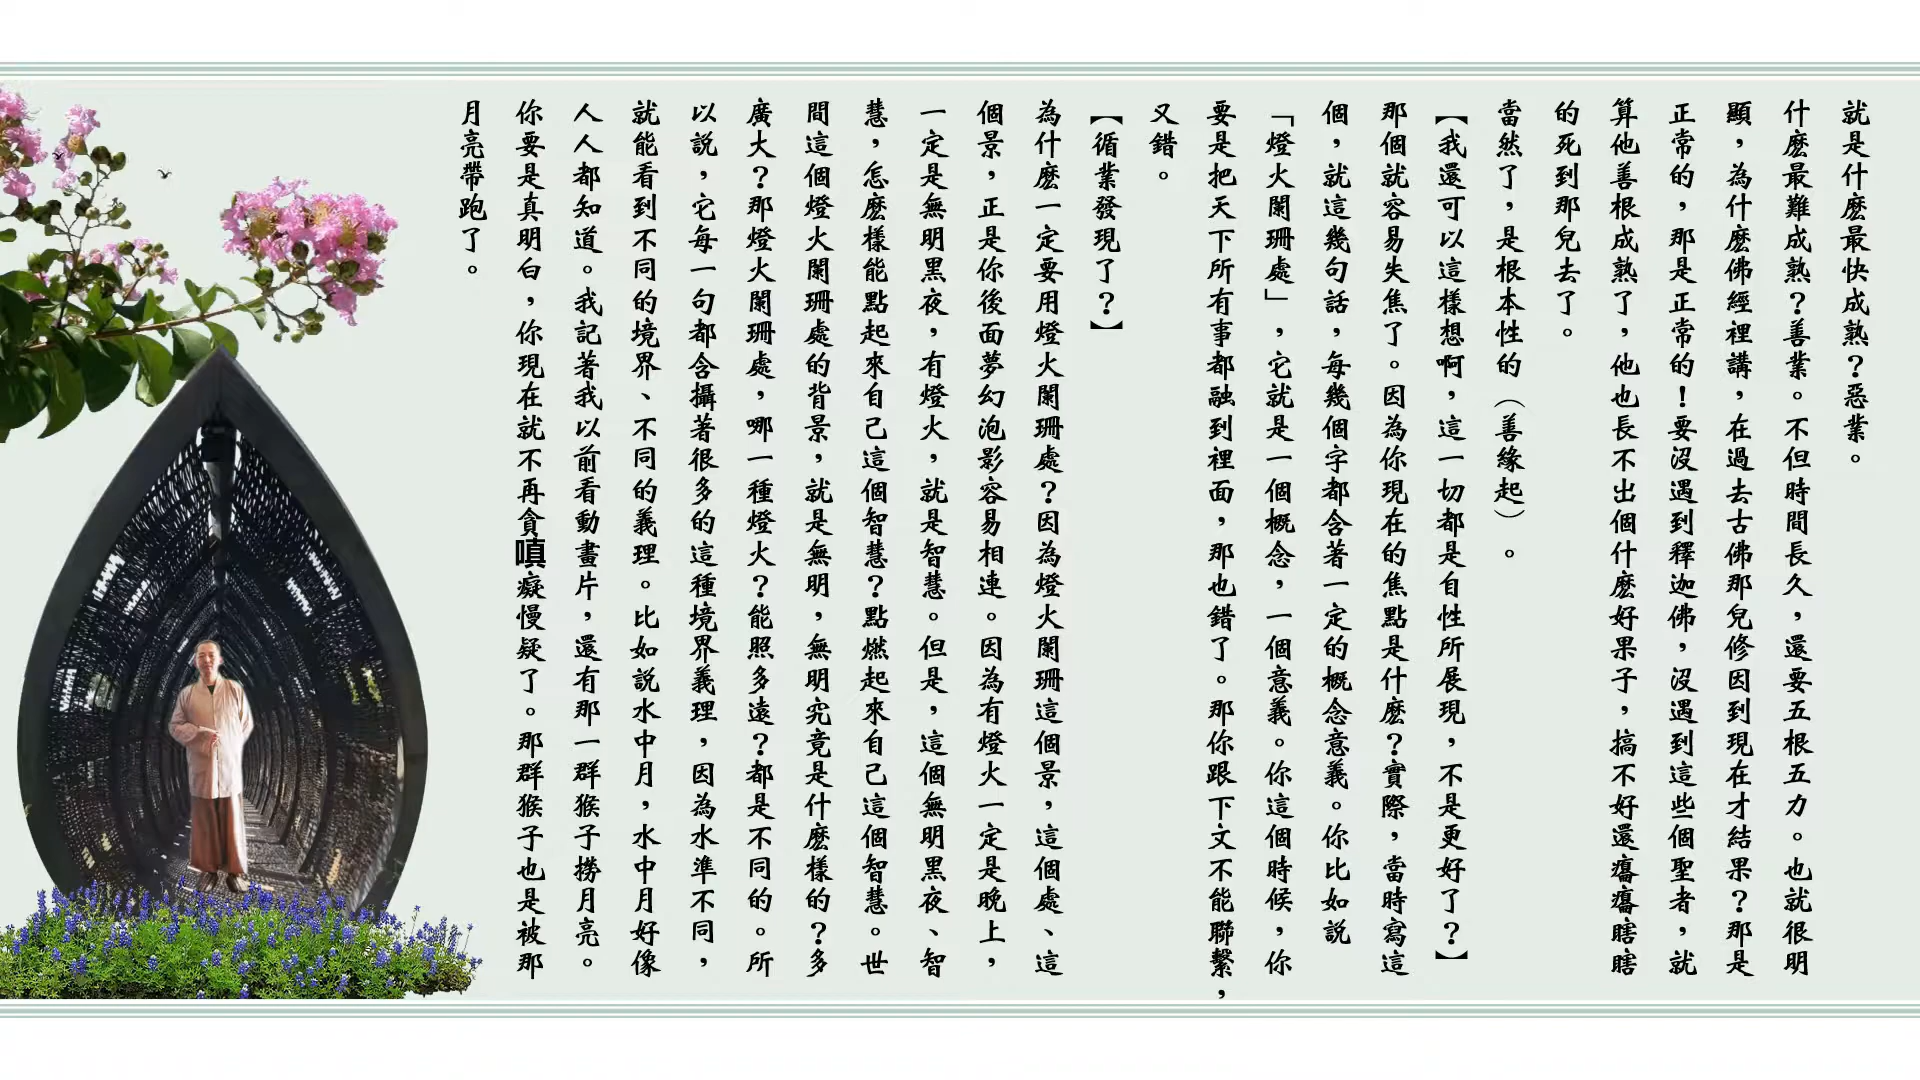 就是什麼最快成熟？惡業。
什麼最難成熟？善業。不但時間長久，還要五根五力。也就很明
顯，為什麼佛經裡講，在過去古佛那兒修因到現在才結果？那是
正常的，那是正常的！要沒遇到釋迦佛，沒遇到這些個聖者，就
算他善根成熟了，他也長不出個什麼好果子，搞不好還癟癟瞎瞎
的死到那兒去了。
當然了，是根本性的（善緣起）。
【我還可以這樣想啊，這一切都是自性所展現，不是更好了？】
那個就容易失焦了。因為你現在的焦點是什麼？實際，當時寫這
個，就這幾句話，每幾個字都含著一定的概念意義。你比如説
「燈火闌珊處」，它就是一個概念，一個意義。你這個時候，你
要是把天下所有事都融到裡面，那也錯了。那你跟下文不能聯繫，
又錯。
【循業發現了？】
為什麼一定要用燈火闌珊處？因為燈火闌珊這個景，這個處、這
個景，正是你後面夢幻泡影容易相連。因為有燈火一定是晚上，
一定是無明黑夜，有燈火，就是智慧。但是，這個無明黑夜、智
慧，怎麼樣能點起來自己這個智慧？點燃起來自己這個智慧。世
間這個燈火闌珊處的背景，就是無明，無明究竟是什麼樣的？多
廣大？那燈火闌珊處，哪一種燈火？能照多遠？都是不同的。所
以説，它每一句都含攝著很多的這種境界義理，因為水準不同，
就能看到不同的境界、不同的義理。比如説水中月，水中月好像
人人都知道。我記著我以前看動畫片，還有那一群猴子撈月亮。
你要是真明白，你現在就不再貪嗔癡慢疑了。那群猴子也是被那
月亮帶跑了。